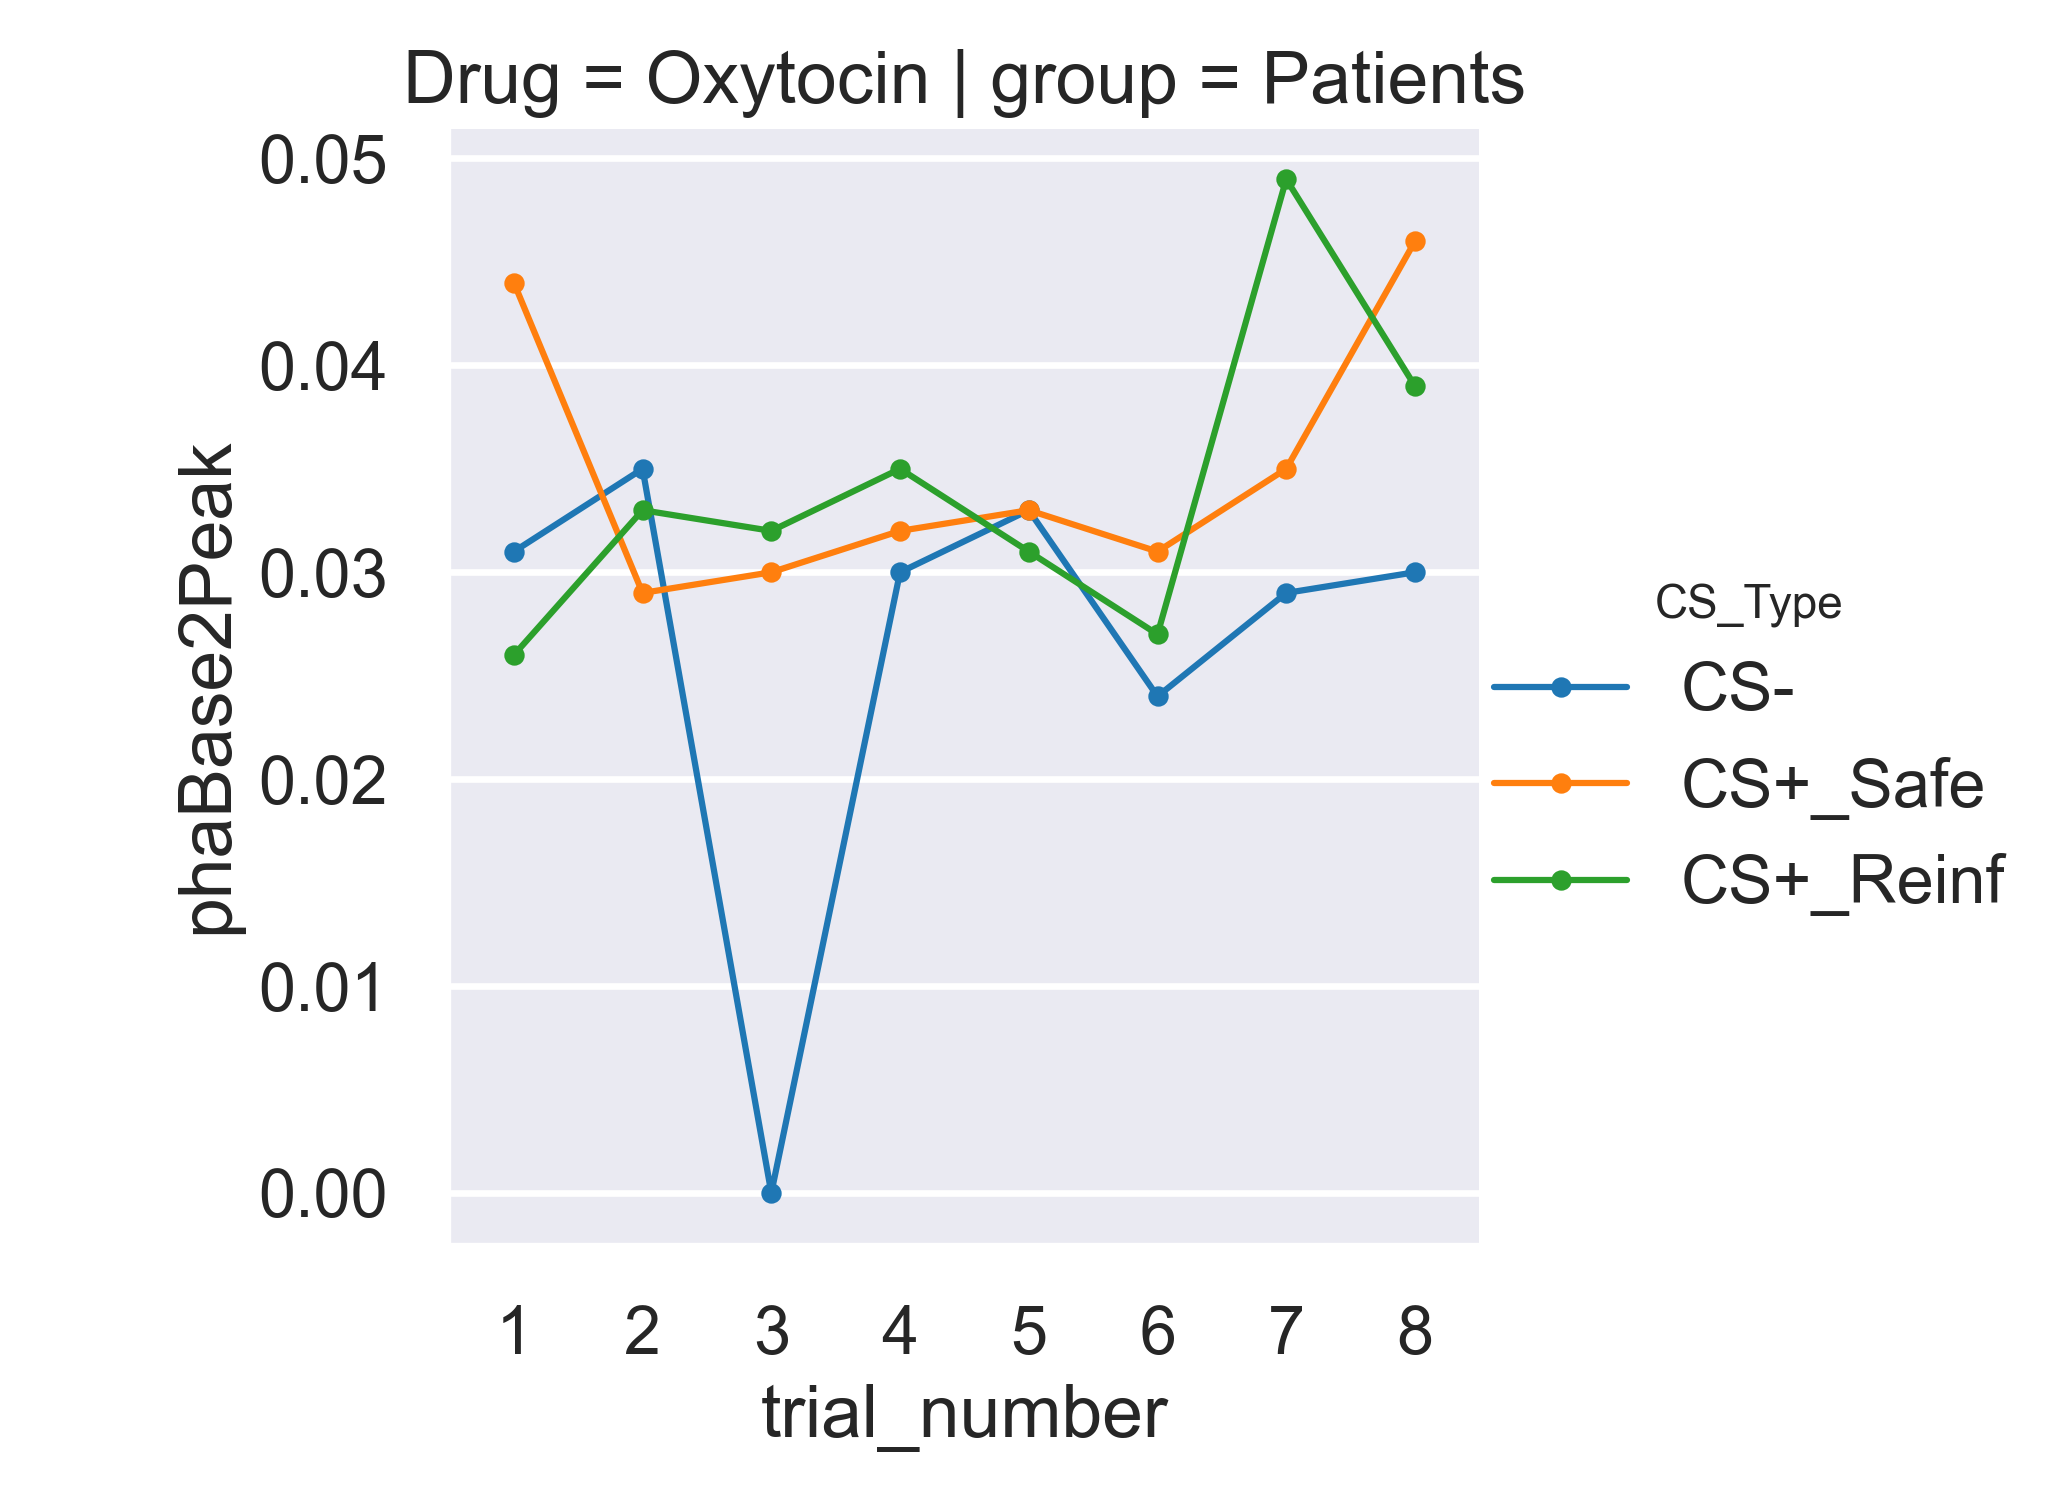 Drug = Oxytocin | group = Patients
0.05
0.04
0.03
0.02
0.01
0.00
phaBase2Peak
1 2 3 4 5 6 7 8
trial_number
CS_Type
CS-
CS+_Safe
CS+_Reinf